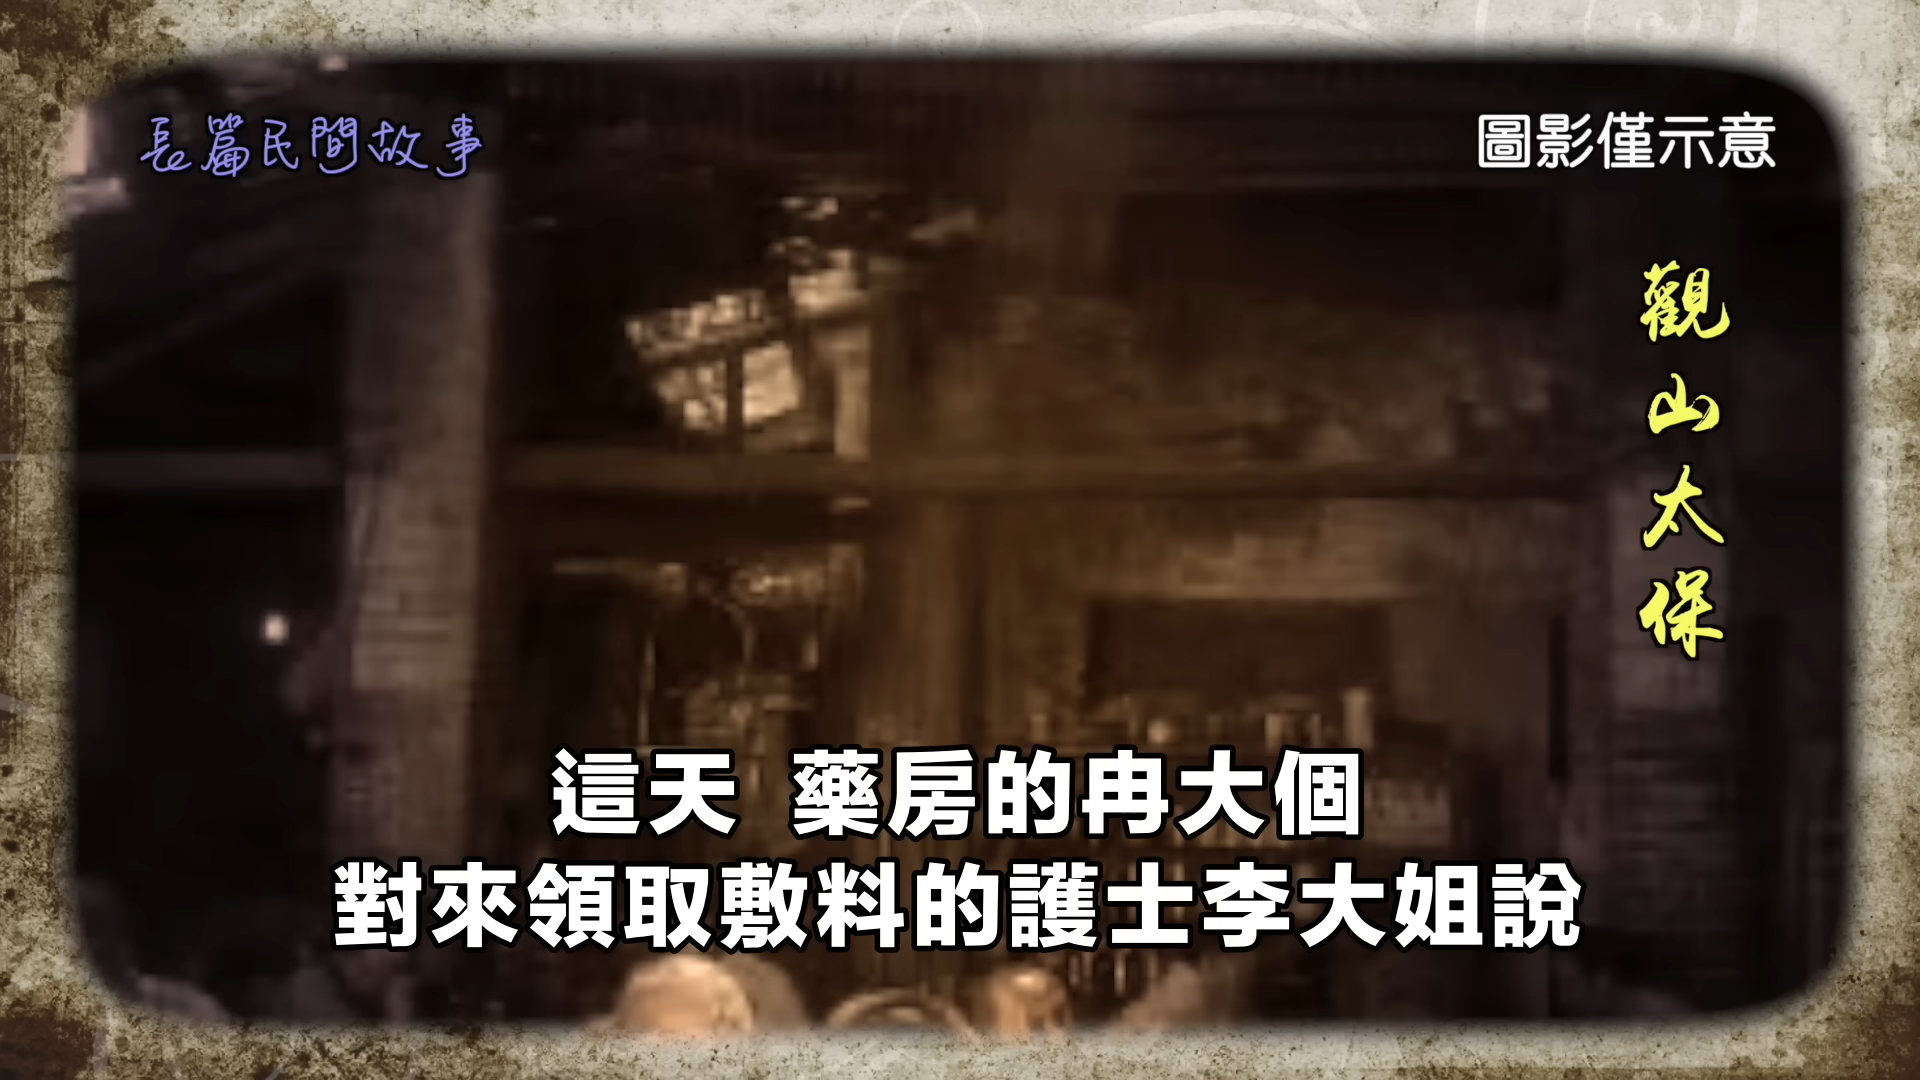 長篇民間故事
圖影僅示意
觀山太保
這天 藥房的冉大個
對來領取敷料的護士李大姐說